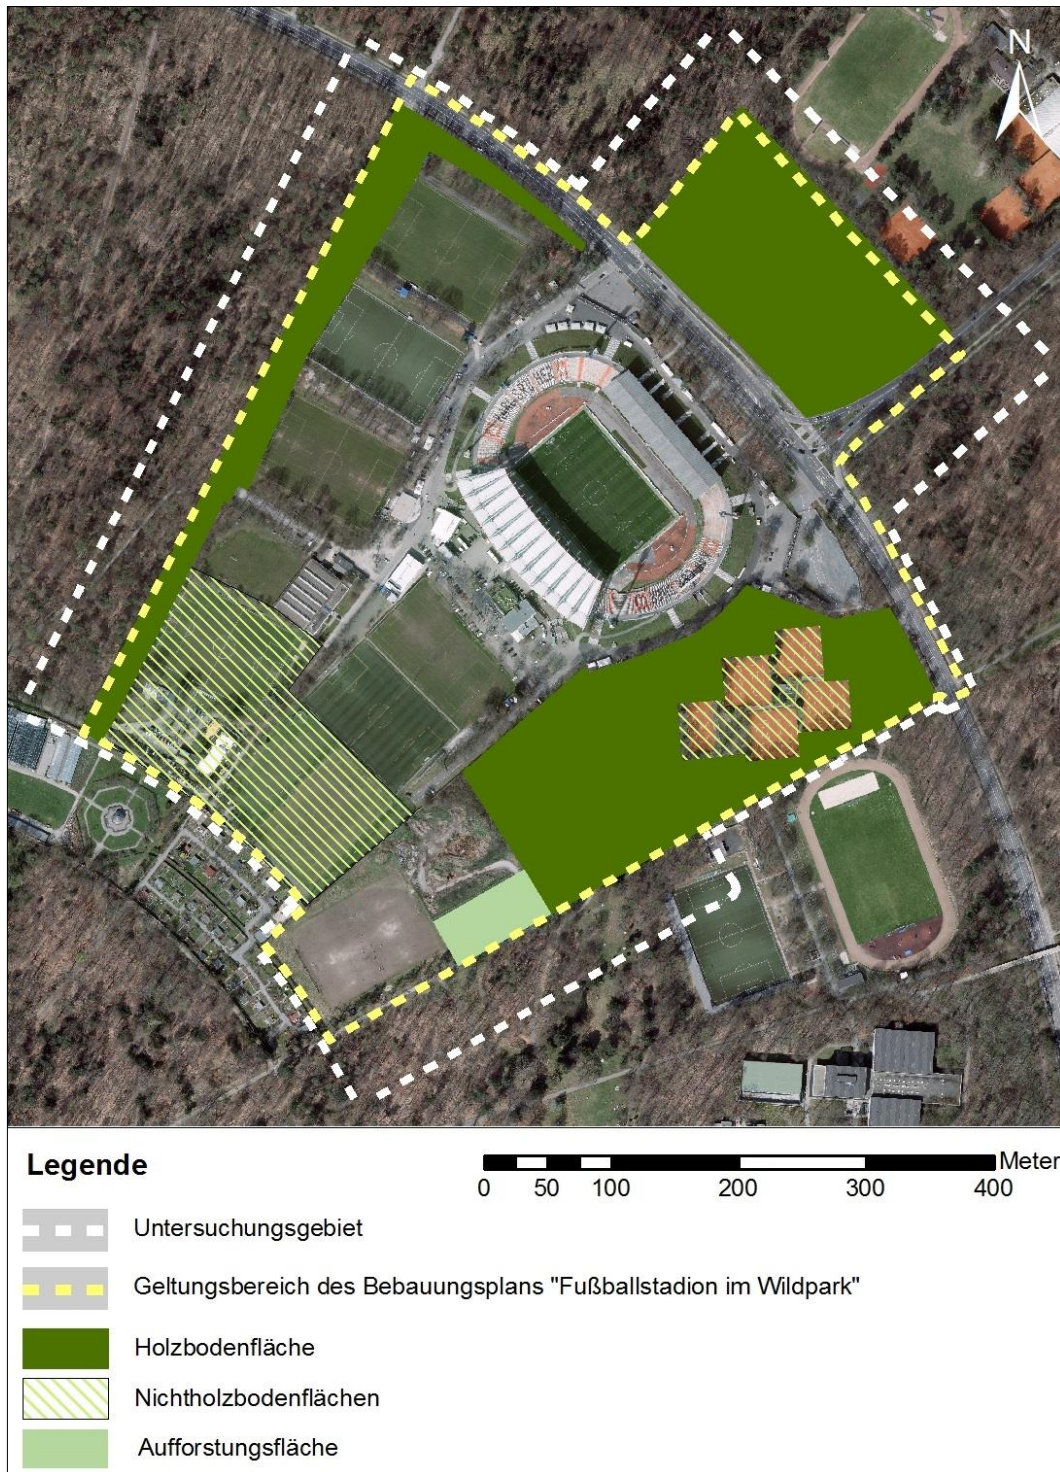 N
Legende
Meter
0 50 100 200 300 400
Untersuchungsgebiet
Geltungsbereich des Bebauungsplans "Fußballstadion im Wildpark"
Holzbodenfläche
Nichtholzbodenflächen
Aufforstungsfläche